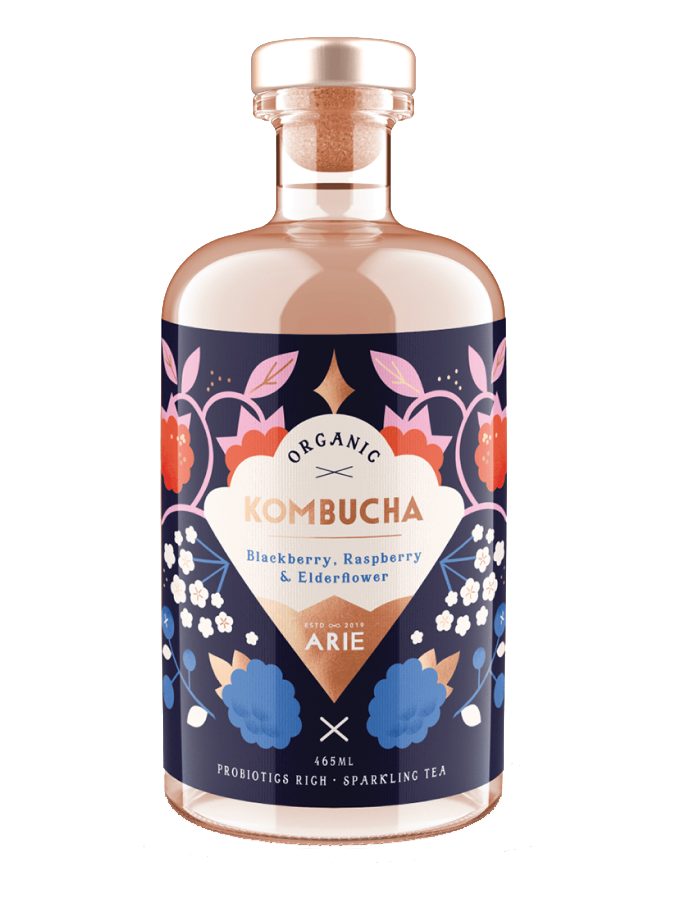 ORGANIC
KOMBUCHA
Blackberry, Raspberry
& Elderflower
ESTD 2019
ARIE
465ML
PROBIOTICS RICH · SPARKLING TEA